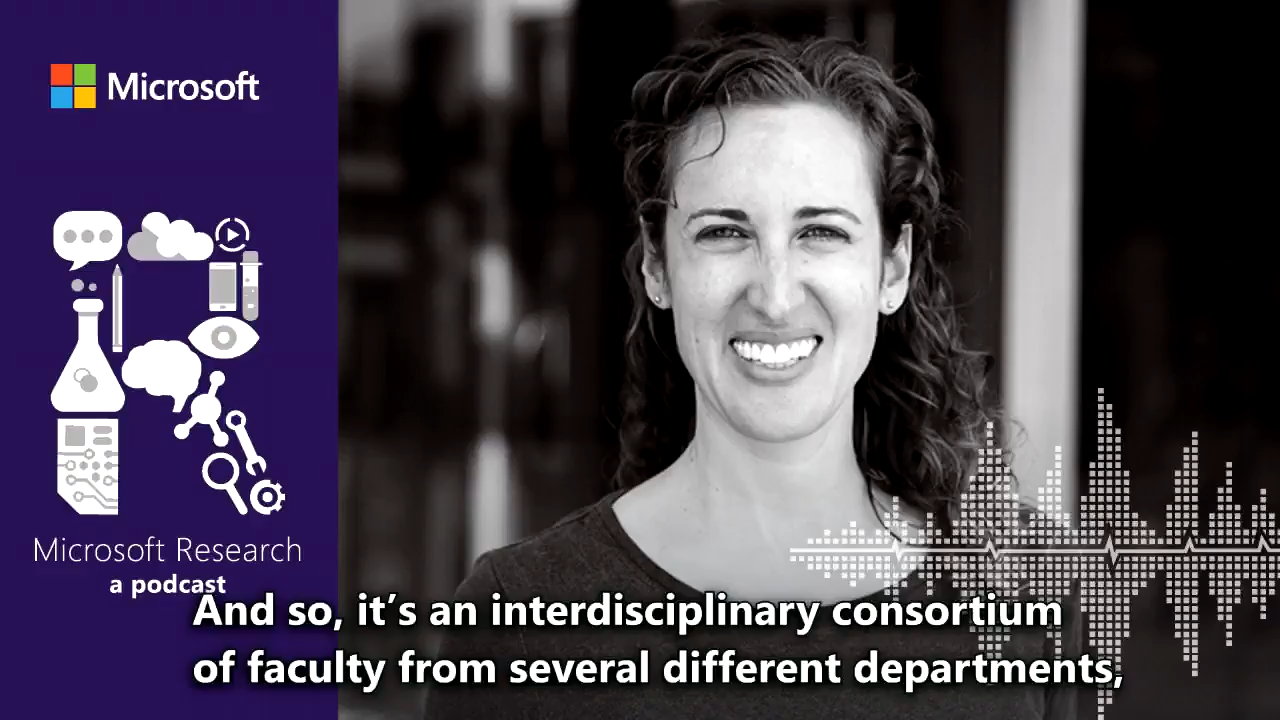 Microsoft
Microsoft Research
a podcast
And so, it’s an interdisciplinary consortium
of faculty from several different departments,